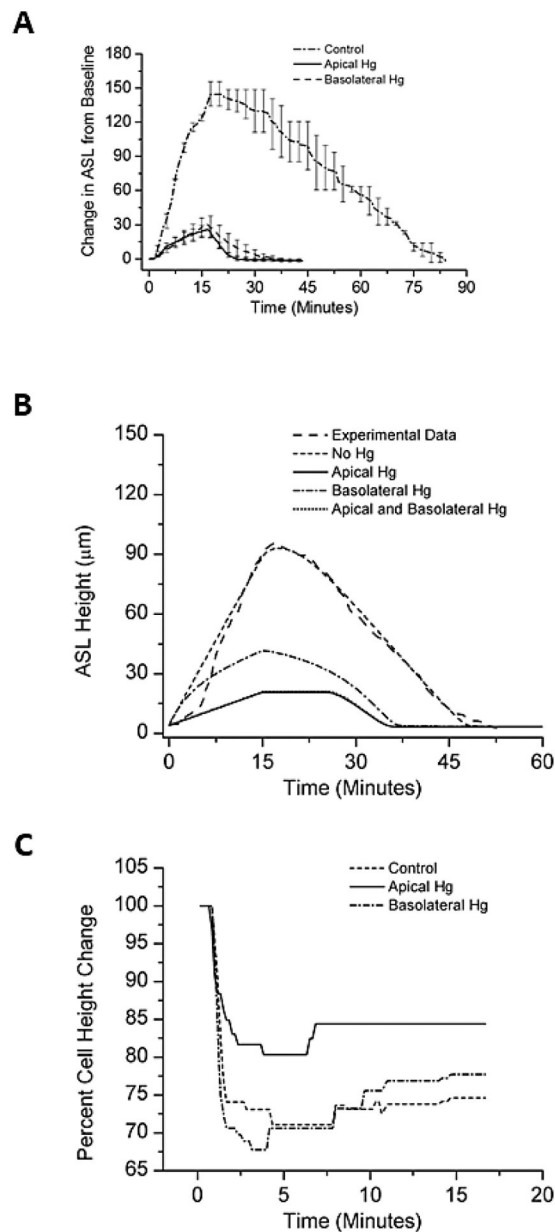 A
Control
Apical Hg
Basolateral Hg
Change in ASL from Baseline
180
150
120
90
60
30
0
0 15 30 45 60 75 90
Time (Minutes)
B
Experimental Data
No Hg
Apical Hg
Basolateral Hg
Apical and Basolateral Hg
ASL Height (μm)
150
120
90
60
30
0
0 15 30 45 60
Time (Minutes)
C
Control
Apical Hg
Basolateral Hg
Percent Cell Height Change
105
100
95
90
85
80
75
70
65
0 5 10 15 20
Time (Minutes)